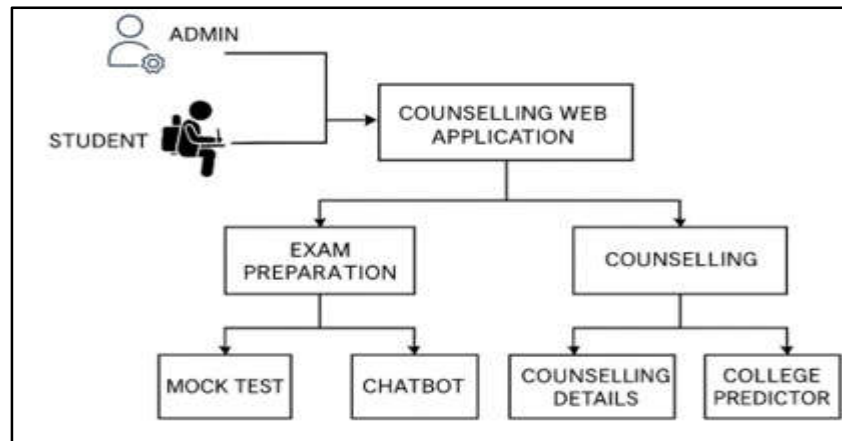 ADMIN
STUDENT
COUNSELLING WEB
APPLICATION
EXAM
PREPARATION
COUNSELLING
MOCK TEST
CHATBOT
COUNSELLING
DETAILS
COLLEGE
PREDICTOR